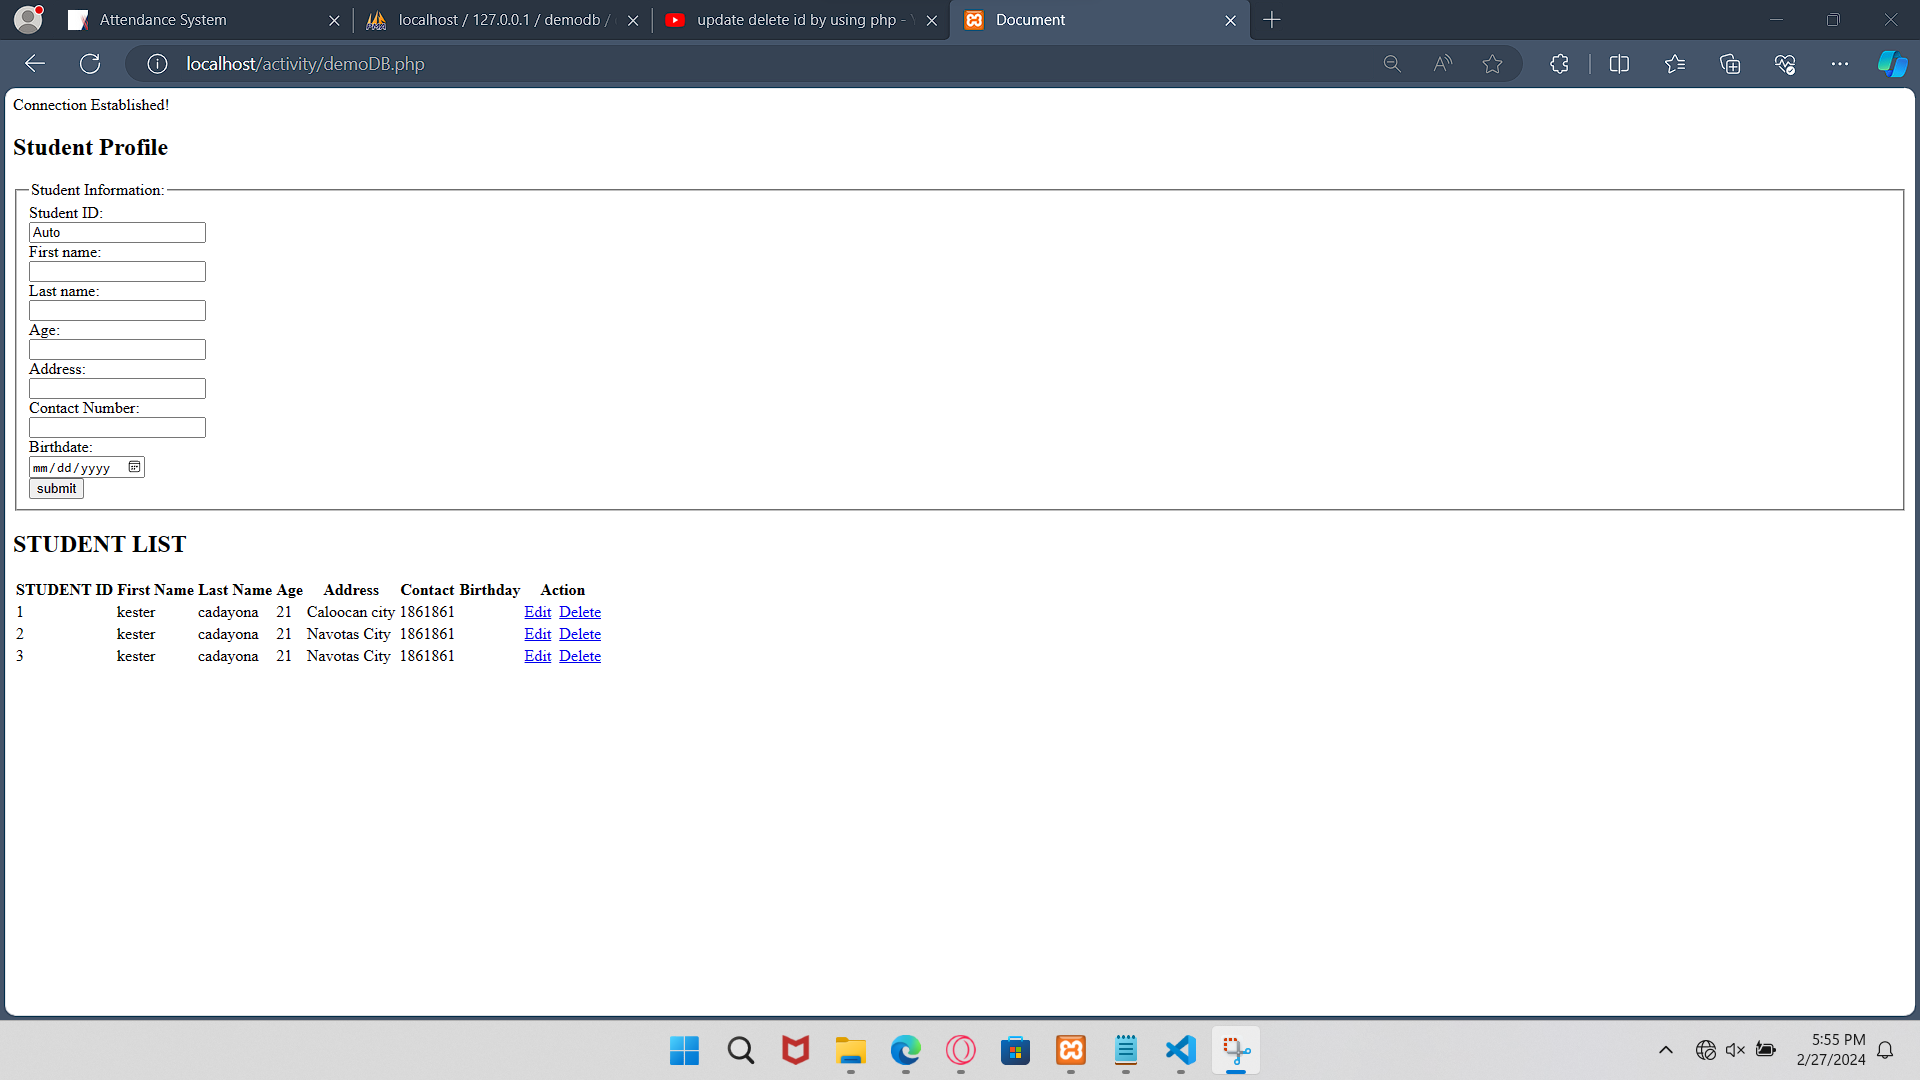 Attendance System
localhost / 127.0.0.1 / demodb /
update delete id by using php -
Document
localhost/activity/demoDB.php
Connection Established!
Student Profile
Student Information:
Student ID:
Auto
First name:
Last name:
Age:
Address:
Contact Number:
Birthdate:
mm/dd/yyyy
submit
STUDENT LIST
STUDENT ID First Name Last Name Age Address Contact Birthday Action
1 kester cadayona 21 Caloocan city 1861861 Edit Delete
2 kester cadayona 21 Navotas City 1861861 Edit Delete
3 kester cadayona 21 Navotas City 1861861 Edit Delete
5:55 PM
2/27/2024